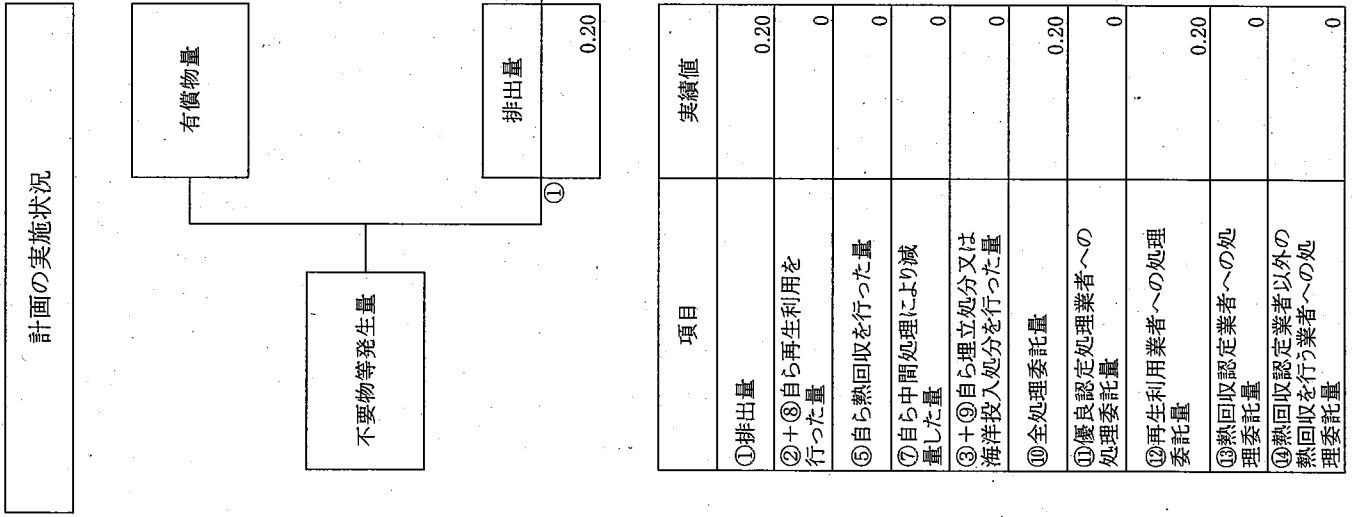 計画の実施状況
有償物量
不要物等発生量
排出量
①
0.20
項目
実績値
①排出量
0.20
②+⑧自ら再生利用を
行った量
0
⑤自ら熱回収を行った量
0
⑦自ら中間処理により減
量した量
0
③+⑨自ら埋立処分又は
海洋投入処分を行った量
0
⑩全処理委託量
0.20
⑪優良認定処理業者への
処理委託量
0
⑫再生利用業者への処理
委託量
0.20
⑬熱回収認定業者への処
理委託量
0
⑭熱回収認定業者以外の
熱回収を行う業者への処
理委託量
0